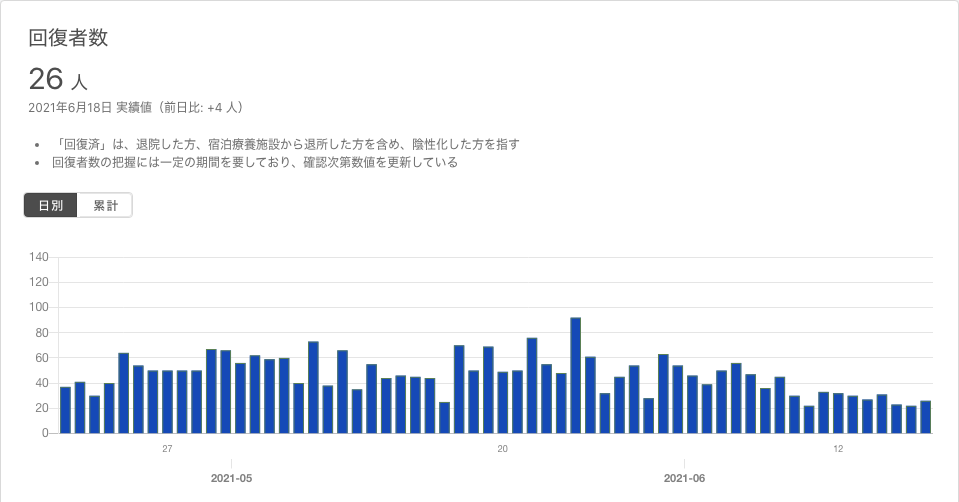 回復者数
26 人
2021年6月18日 実績値（前日比: +4 人）
• 「回復済」は、退院した方、宿泊療養施設から退所した方を含め、陰性化した方を指す
• 回復者数の把握には一定の期間を要しており、確認次第数値を更新している
日別 累計
140
120
100
80
60
40
20
0
27 20 12
2021-05 2021-06